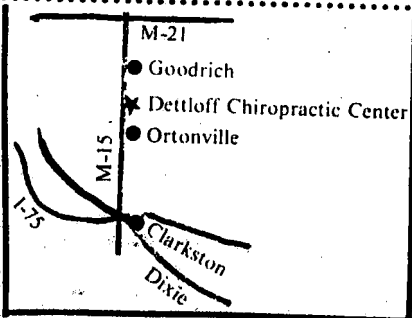 M-21
Goodrich
Dettloff Chiropractic Center
Ortonville
M-15
I-75
Clarkston
Dixie